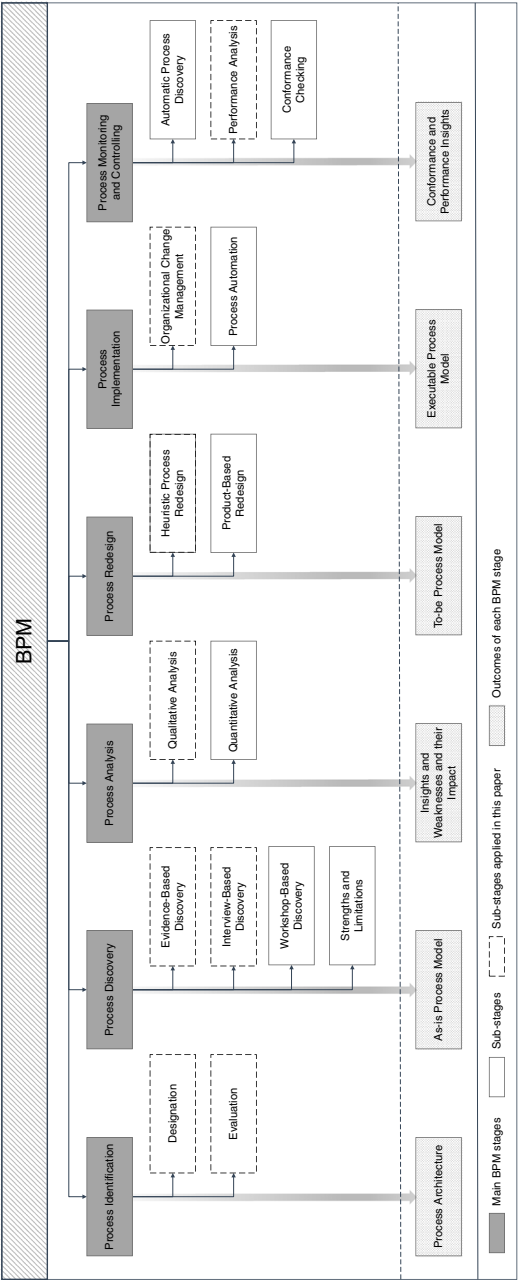 BPM
Process Identification
Designation
Evaluation
Process Architecture
Process Discovery
Evidence-Based
Discovery
Interview-Based
Discovery
Workshop-Based
Discovery
Strengths and
Limitations
As-is Process Model
Process Analysis
Qualitative Analysis
Quantitative Analysis
Insights and
Weaknesses and their
Impact
Process Redesign
Heuristic Process
Redesign
Product-Based
Redesign
To-be Process Model
Process
Implementation
Organizational Change
Management
Process Automation
Executable Process
Model
Process Monitoring
and Controlling
Automatic Process
Discovery
Performance Analysis
Conformance
Checking
Conformance and
Performance Insights
Main BPM stages
Sub-stages
Sub-stages applied in this paper
Outcomes of each BPM stage